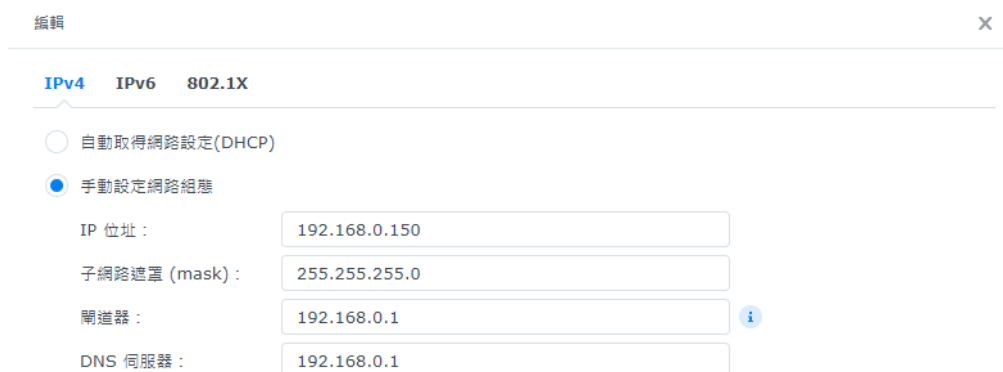 編輯
IPv4 IPv6 802.1X
自動取得網路設定(DHCP)
手動設定網路組態
IP 位址： 192.168.0.150
子網路遮罩 (mask)： 255.255.255.0
閘道器： 192.168.0.1
DNS 伺服器： 192.168.0.1